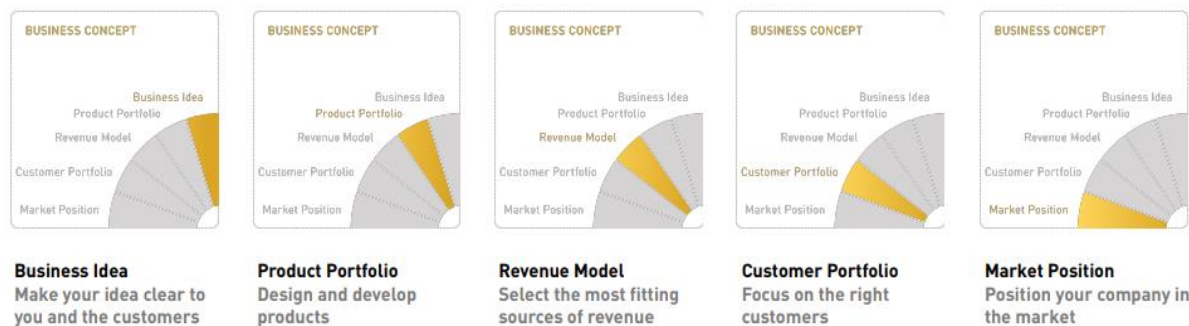 BUSINESS CONCEPT
Business Idea
Product Portfolio
Revenue Model
Customer Portfolio
Market Position
Business Idea
Make your idea clear to
you and the customers
BUSINESS CONCEPT
Business Idea
Product Portfolio
Revenue Model
Customer Portfolio
Market Position
Product Portfolio
Design and develop
products
BUSINESS CONCEPT
Business Idea
Product Portfolio
Revenue Model
Customer Portfolio
Market Position
Revenue Model
Select the most fitting
sources of revenue
BUSINESS CONCEPT
Business Idea
Product Portfolio
Revenue Model
Customer Portfolio
Market Position
Customer Portfolio
Focus on the right
customers
BUSINESS CONCEPT
Business Idea
Product Portfolio
Revenue Model
Customer Portfolio
Market Position
Market Position
Position your company in
the market